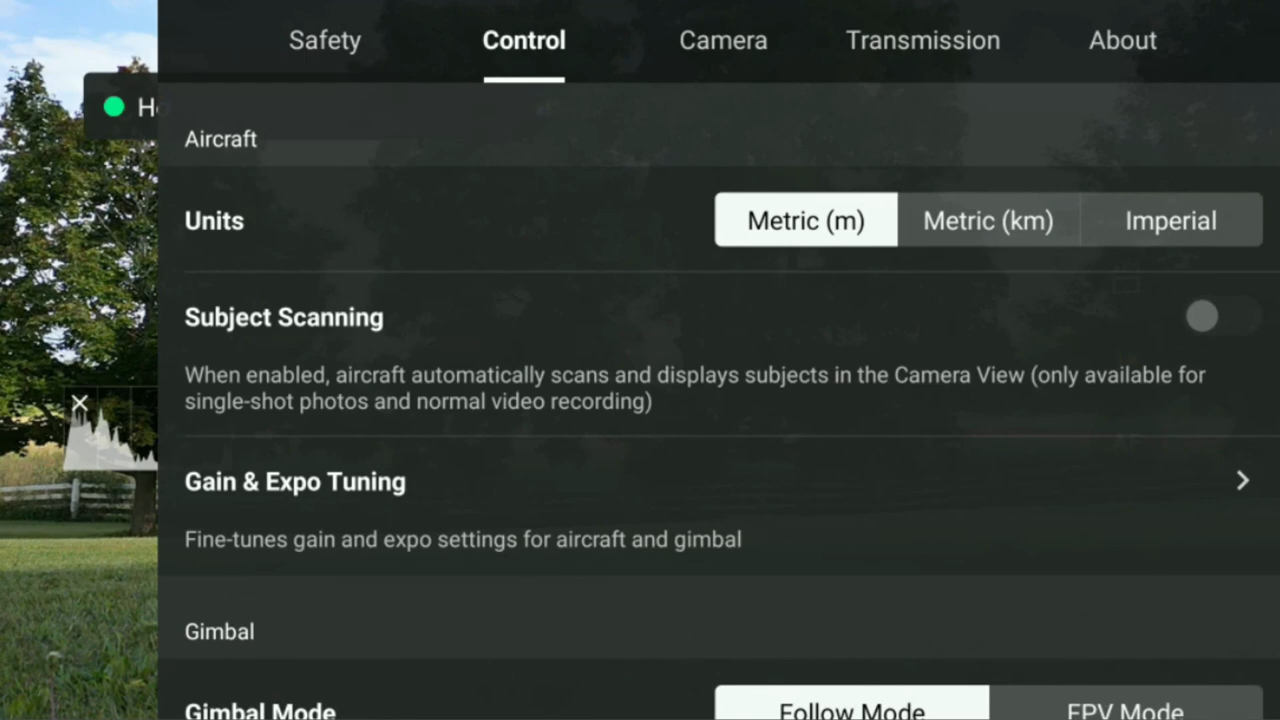 Safety Control Camera Transmission About
Aircraft
Units Metric (m) Metric (km) Imperial
Subject Scanning
When enabled, aircraft automatically scans and displays subjects in the Camera View (only available for
single-shot photos and normal video recording)
Gain & Expo Tuning
Fine-tunes gain and expo settings for aircraft and gimbal
Gimbal
Gimbal Mode Follow Mode FPV Mode